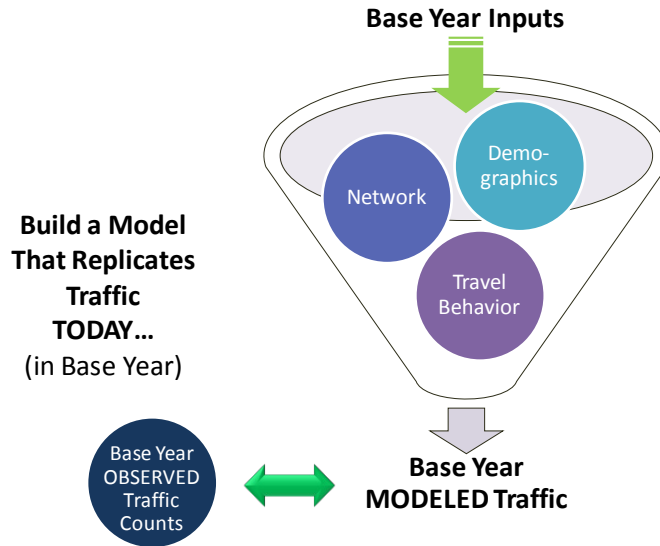 Base Year Inputs
Demo-
graphics
Network
Travel
Behavior
Build a Model
That Replicates
Traffic
TODAY…
(in Base Year)
Base Year
OBSERVED
Traffic
Counts
Base Year
MODELED Traffic